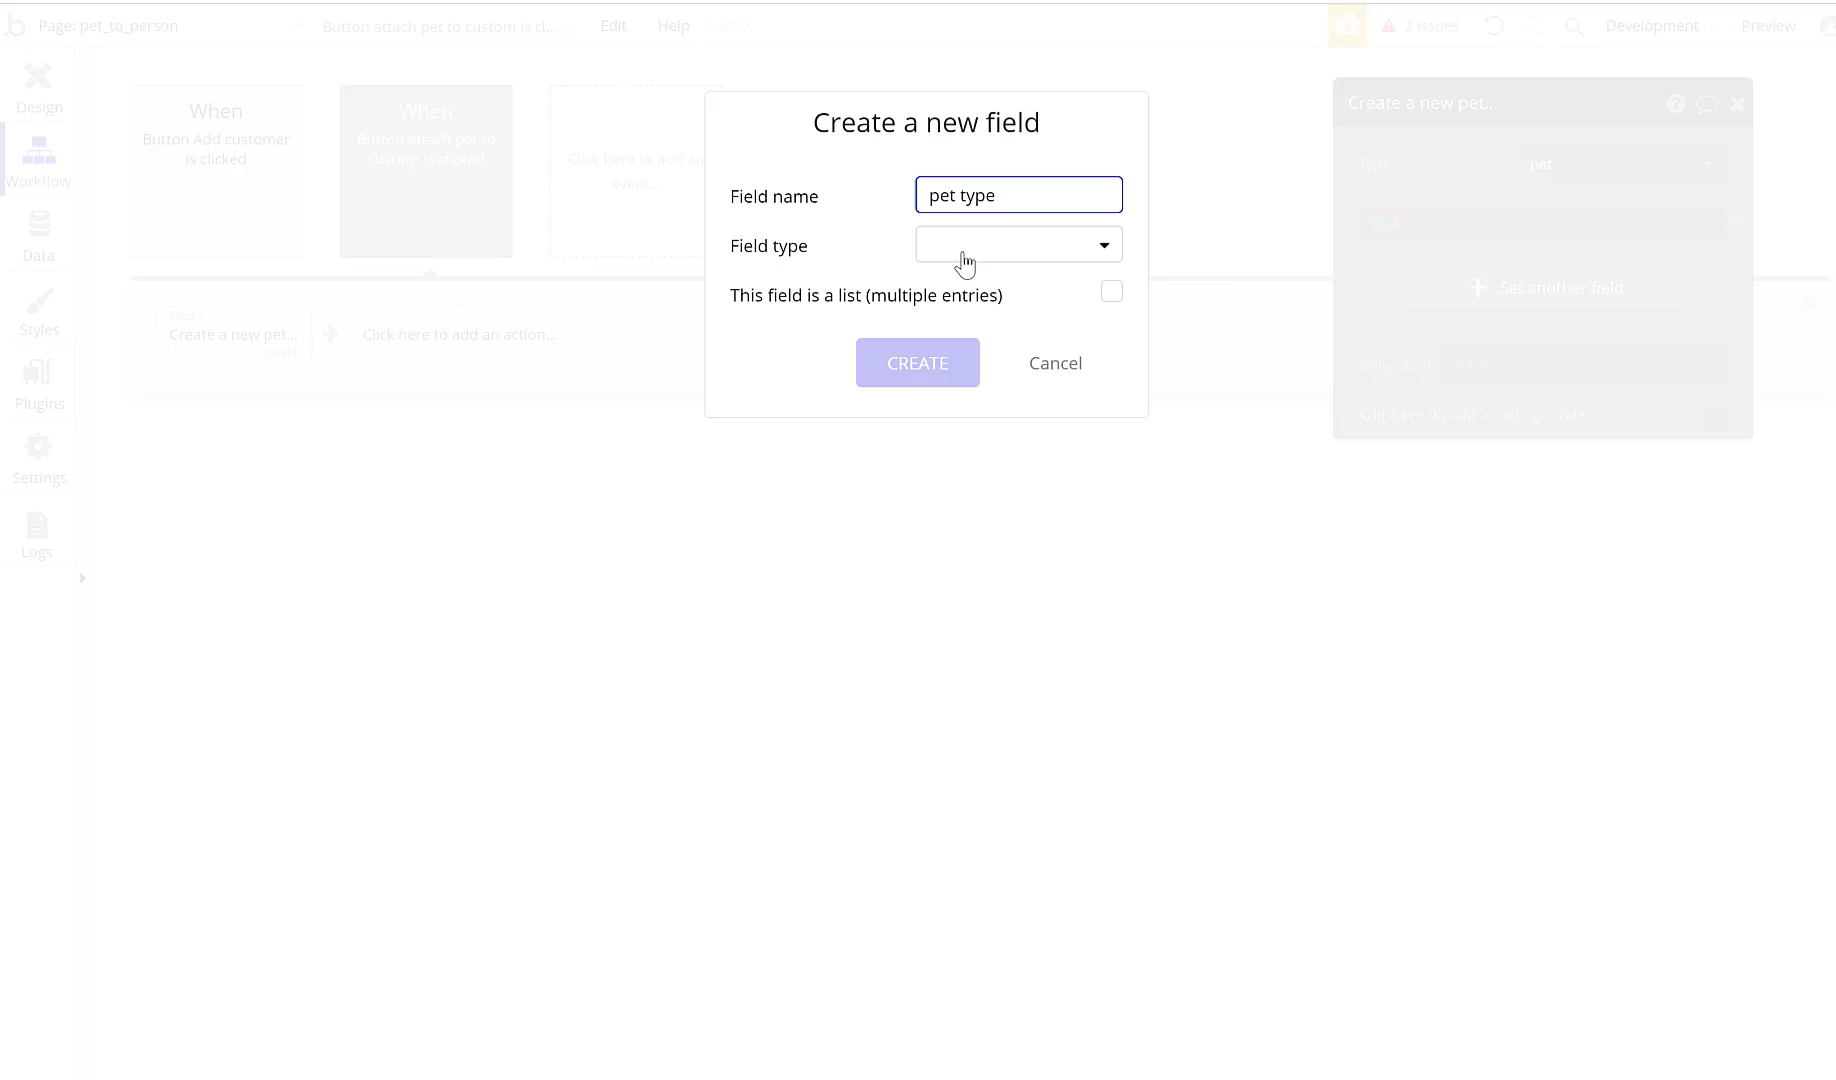 Page: pet_to_person
Button attach pet to custom is cl...
Edit
Help
Saved
2 issues
Development
Preview
Design
Workflow
Data
Styles
Plugins
Settings
Logs
When
Button Add customer
is clicked
When
Button attach pet to
custom is clicked
Click here to add an
event...
Step 1
Create a new pet...
delete
Click here to add an action...
Create a new field
Field name
pet type
Field type
This field is a list (multiple entries)
CREATE
Cancel
Create a new pet...
Type
pet
Set another field
Only when
Click
Add a breakpoint in debug mode